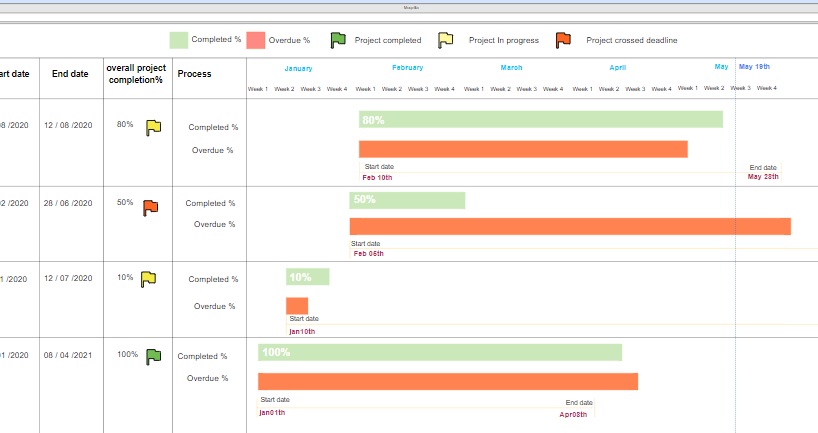 Completed % Overdue % Project completed Project In progress Project crossed deadline
art date End date overall project completion% Process
January February March April May May 19th
Week 1 Week 2 Week 3 Week 4 Week 1 Week 2 Week 3 Week 4 Week 1 Week 2 Week 3 Week 4 Week 1 Week 2 Week 3 Week 4 Week 1 Week 2 Week 3 Week 4
08 /2020 12 / 08 /2020 80% Completed % 80%
Overdue %
Start date End date
Feb 10th May 28th
02 /2020 28 / 06 /2020 50% Completed % 50%
Overdue %
Start date
Feb 05th
1 /2020 12 / 07 /2020 10% Completed % 10%
Overdue %
Start date
Jan10th
01 /2020 08 / 04 /2021 100% Completed % 100%
Overdue %
Start date End date
Jan01th Apr08th